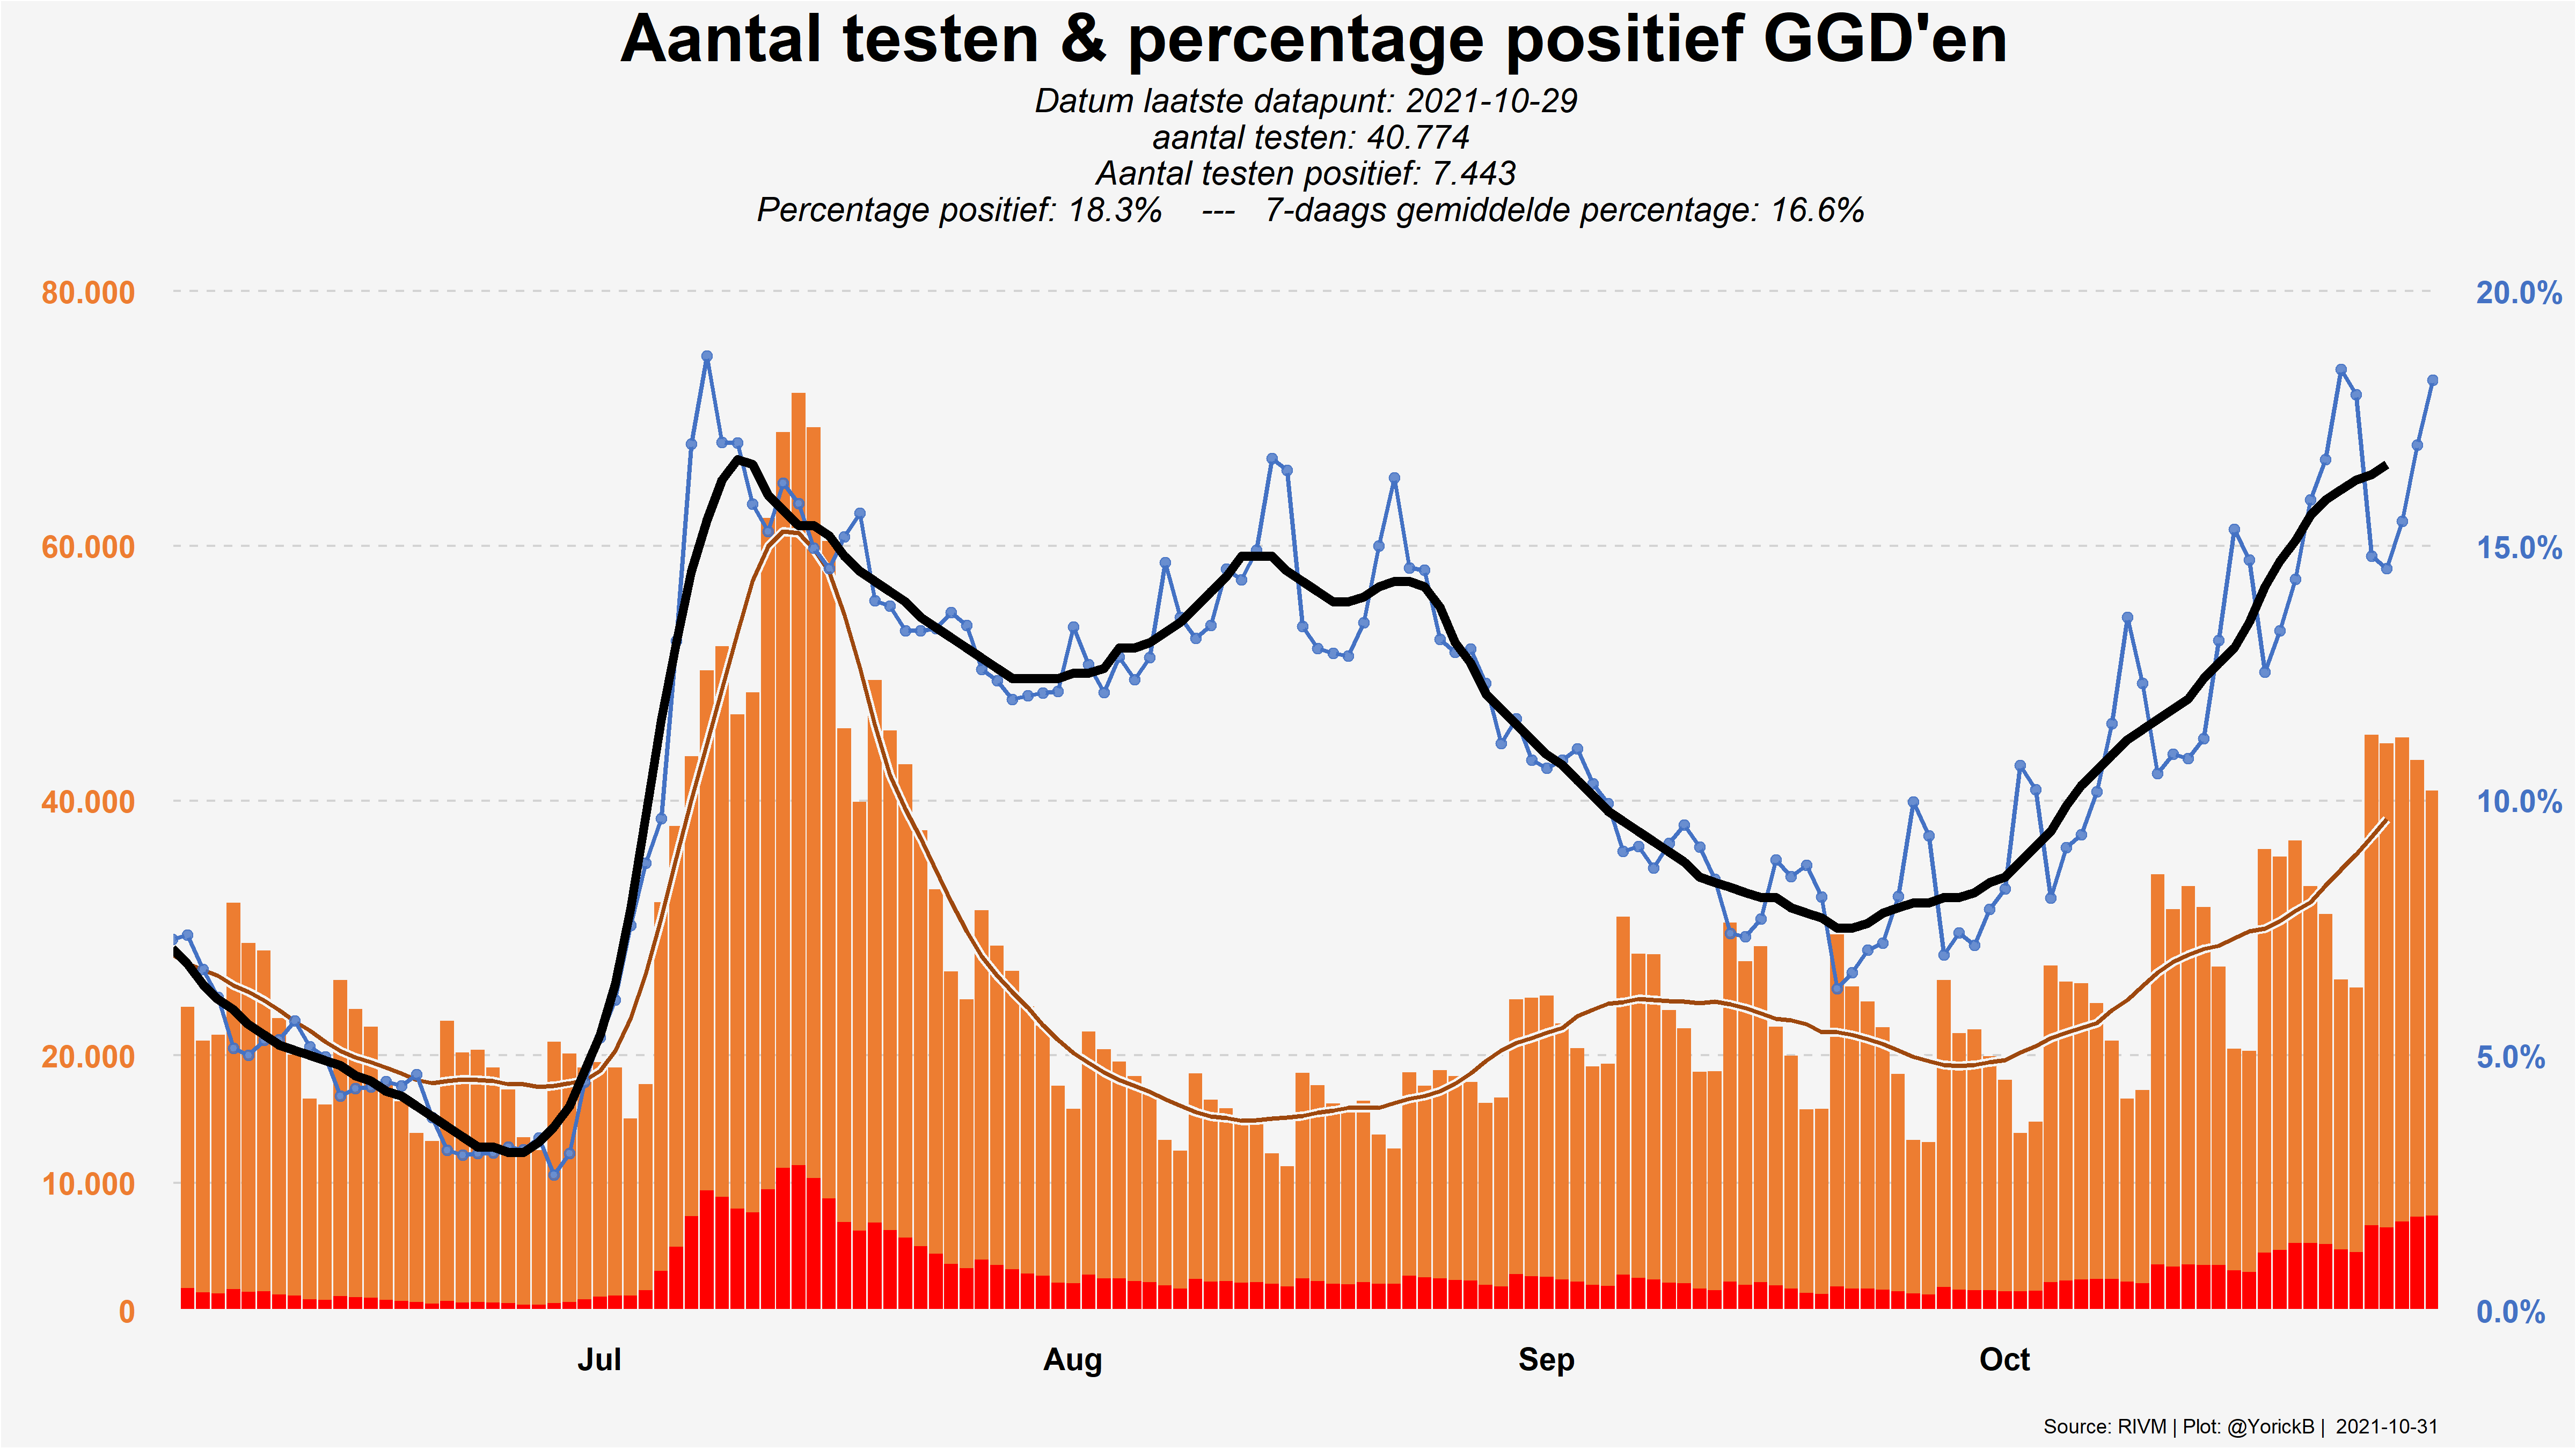 Aantal testen & percentage positief GGD'en
Datum laatste datapunt: 2021-10-29
aantal testen: 40.774
Aantal testen positief: 7.443
Percentage positief: 18.3%    ---   7-daags gemiddelde percentage: 16.6%
80.000
60.000
40.000
20.000
10.000
0
20.0%
15.0%
10.0%
5.0%
0.0%
Jul
Aug
Sep
Oct
Source: RIVM | Plot: @YorickB |  2021-10-31